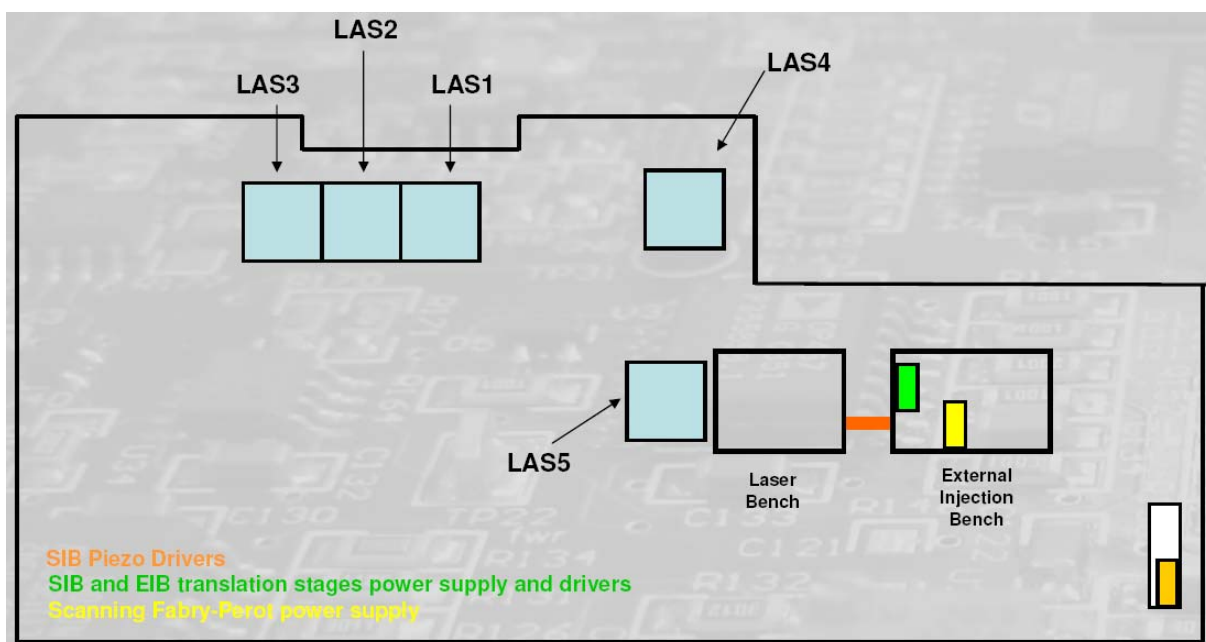 LAS2
LAS4
LAS3
LAS1
LAS5
Laser
Bench
External
Injection
Bench
SIB Piezo Drivers
SIB and EIB translation stages power supply and drivers
Scanning Fabry-Perot power supply